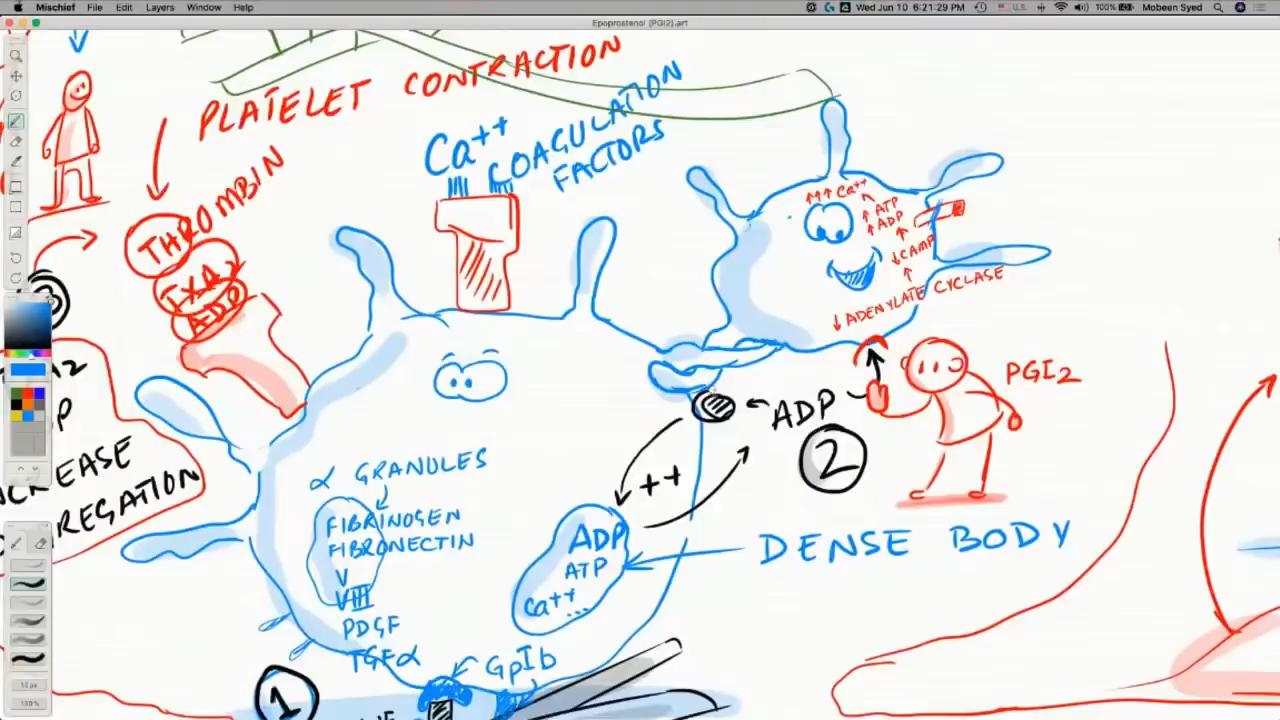 Mischief File Edit Layers Window Help
U.S. 100% Wed Jun 10 6:21:29 PM Mobeen Syed
Epoprostenol (PGI2).art
PLATELET CONTRACTION
Ca++
COAGULATION
FACTORS
THROMBIN
TXA2
ADP
3
↑↑↑ Ca++
↑ ATP
↑ ADP
↓ CAMP
↓ ADENYLATE CYCLASE
PGI2
ADP
2
++
α GRANULES
FIBRINOGEN
FIBRONECTIN
V
VIII
PDGF
TGFα
ADP
ATP
Ca++...
DENSE BODY
GpIb
1